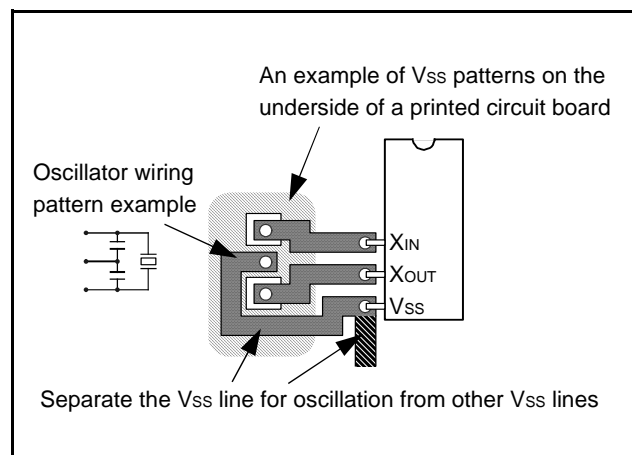 An example of Vss patterns on the
underside of a printed circuit board
Oscillator wiring
pattern example
XIN
XOUT
Vss
Separate the Vss line for oscillation from other Vss lines